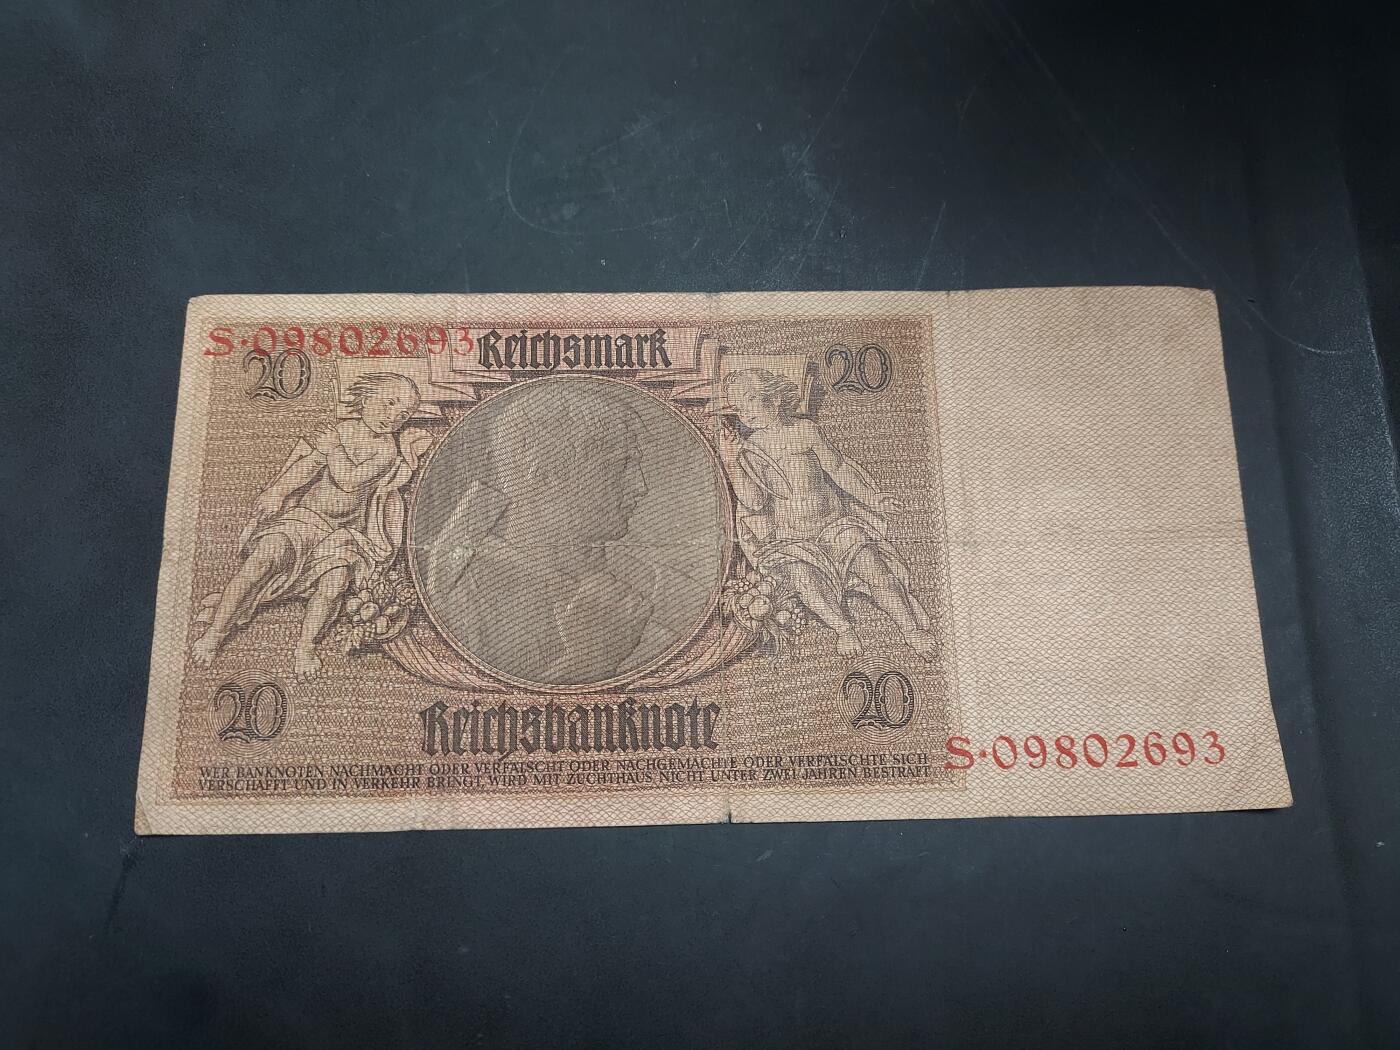 S·09802693
Reichsmark
20
20
20
20
Reichsbanknote
WER BANKNOTEN NACHMACHT ODER VERFÄLSCHT ODER NACHGEMACHTE ODER VERFÄLSCHTE SICH
VERSCHAFFT UND IN VERKEHR BRINGT, WIRD MIT ZUCHTHAUS NICHT UNTER ZWEI JAHREN BESTRAFT
S·09802693